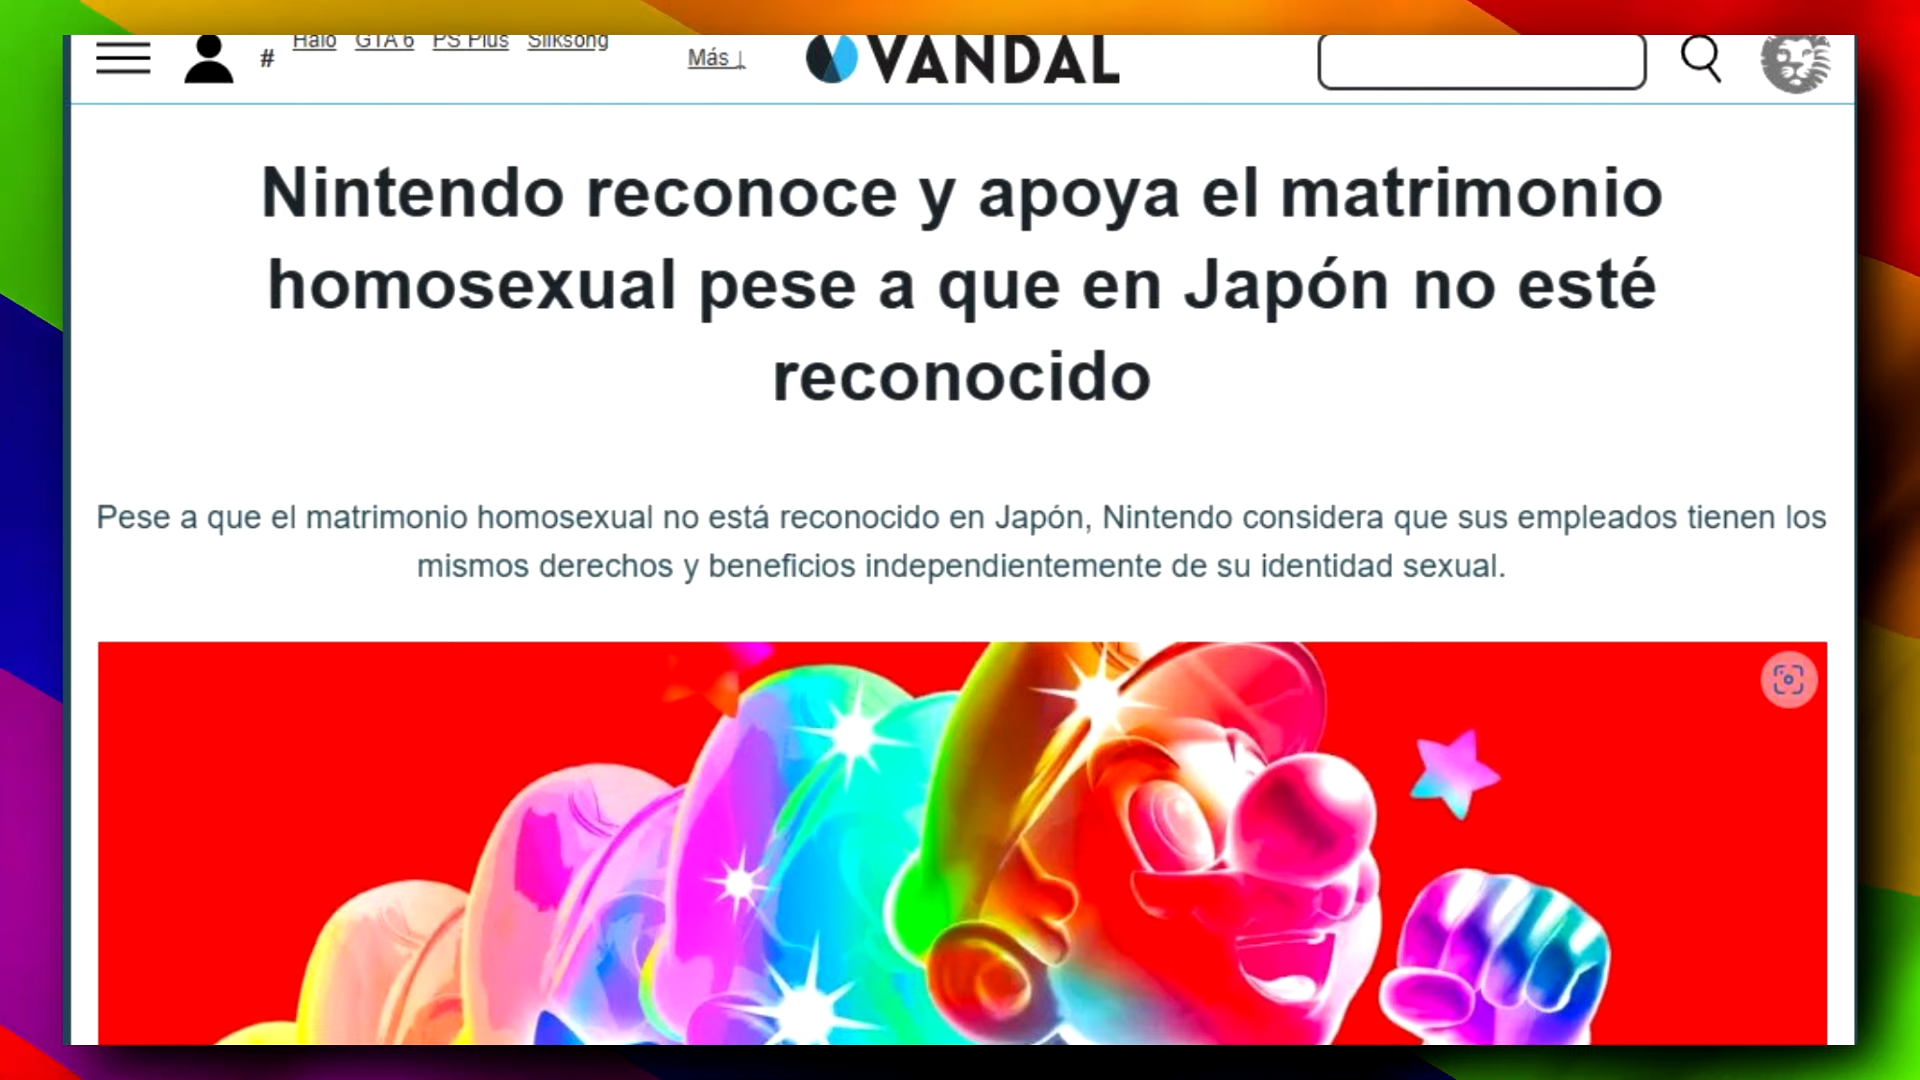 # Halo GTA 6 PS Plus Silksong Más ↓ VANDAL
Nintendo reconoce y apoya el matrimonio
homosexual pese a que en Japón no esté
reconocido
Pese a que el matrimonio homosexual no está reconocido en Japón, Nintendo considera que sus empleados tienen los
mismos derechos y beneficios independientemente de su identidad sexual.